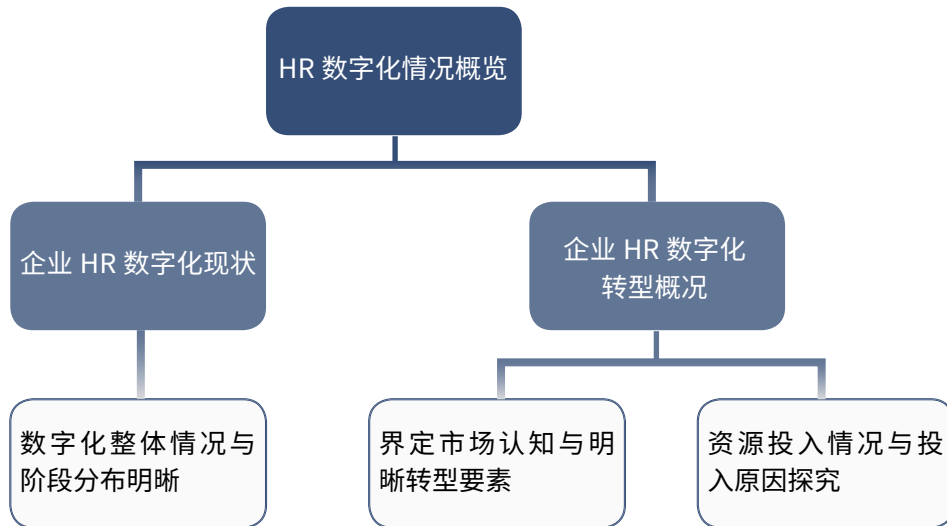 HR 数字化情况概览
企业 HR 数字化现状
企业 HR 数字化
转型概况
数字化整体情况与
阶段分布明晰
界定市场认知与明
晰转型要素
资源投入情况与投
入原因探究